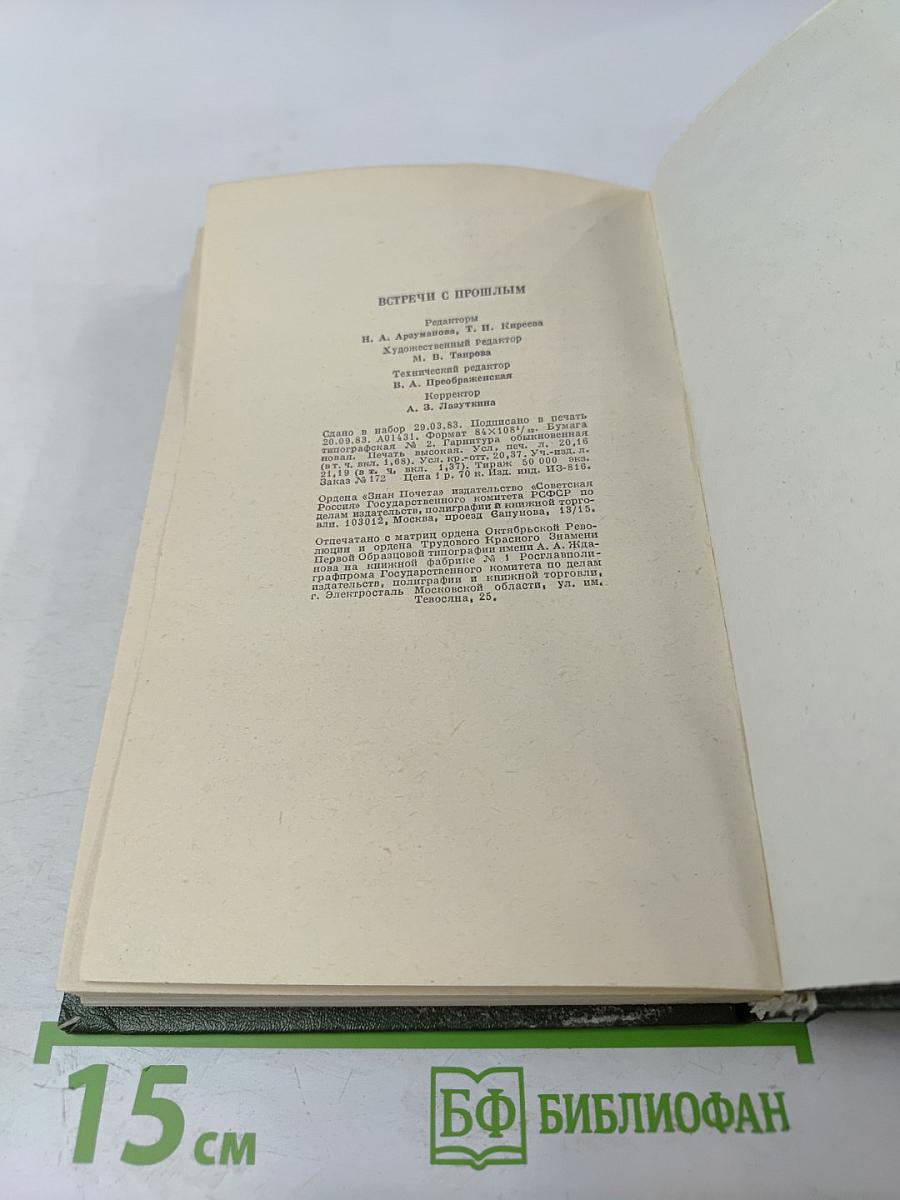 ВСТРЕЧИ С ПРОШЛЫМ
Редакторы
Н. А. Арзуманова, Т. И. Киреева
Художественный редактор
М. В. Таирова
Технический редактор
В. А. Преображенская
Корректор
А. З. Лазуткина
Сдано в набор 29.03.83. Подписано в печать
20.09.83. А01431. Формат 84×108¹/₃₂. Бумага
типографская № 2. Гарнитура обыкновенная
новая. Печать высокая. Усл. печ. л. 20,16
(в т. ч. вкл. 1,68). Усл. кр.-отт. 20,37. Уч.-изд. л.
21,19 (в т. ч. вкл. 1,37). Тираж 50 000 экз.
Заказ № 172 Цена 1 р. 70 к. Изд. инд. ИЗ-816.
Ордена «Знак Почета» издательство «Советская
Россия» Государственного комитета РСФСР по
делам издательств, полиграфии и книжной торго-
вли. 103012, Москва, проезд Сапунова, 13/15.
Отпечатано с матриц ордена Октябрьской Рево-
люции и ордена Трудового Красного Знамени
Первой Образцовой типографии имени А. А. Жда-
нова на книжной фабрике № 1 Росглавполи-
графпрома Государственного комитета по делам
издательств, полиграфии и книжной торговли,
г. Электросталь Московской области, ул. им.
Тевосяна, 25.
15 см
БФ БИБЛИОФАН